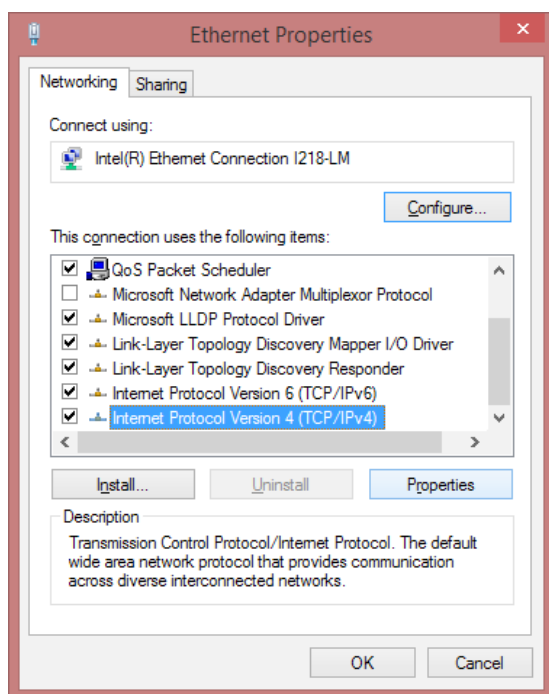 Ethernet Properties
Networking
Sharing
Connect using:
Intel(R) Ethernet Connection I218-LM
Configure...
This connection uses the following items:
QoS Packet Scheduler
Microsoft Network Adapter Multiplexor Protocol
Microsoft LLDP Protocol Driver
Link-Layer Topology Discovery Mapper I/O Driver
Link-Layer Topology Discovery Responder
Internet Protocol Version 6 (TCP/IPv6)
Internet Protocol Version 4 (TCP/IPv4)
Install...
Uninstall
Properties
Description
Transmission Control Protocol/Internet Protocol. The default
wide area network protocol that provides communication
across diverse interconnected networks.
OK
Cancel